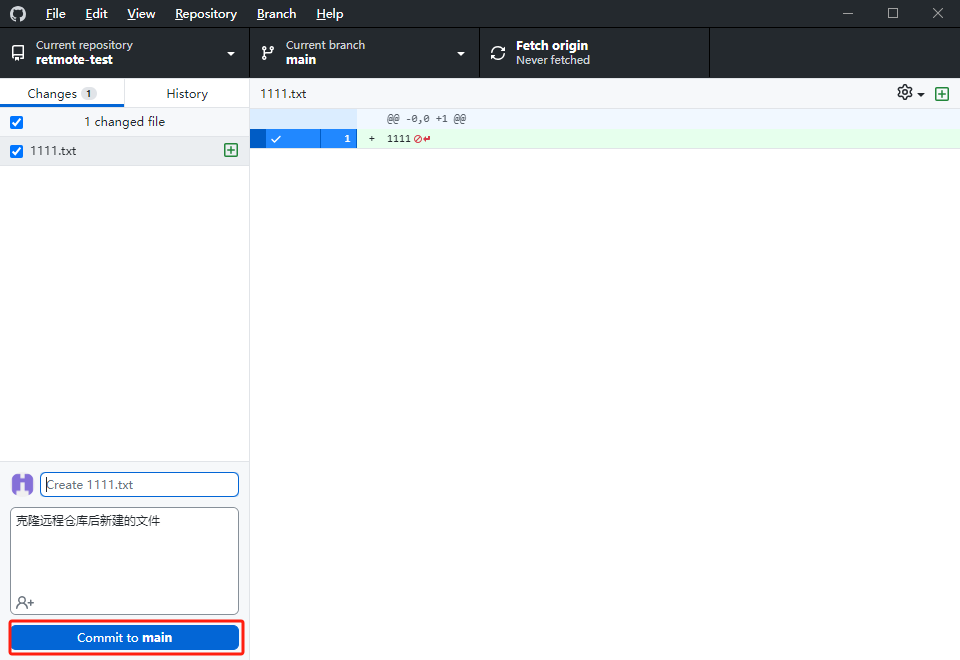 File Edit View Repository Branch Help
Current repository
retmote-test
Current branch
main
Fetch origin
Never fetched
Changes 1 History
1 changed file
1111.txt
1111.txt
@@ -0,0 +1 @@
1 + 1111
Create 1111.txt
克隆远程仓库后新建的文件
Commit to main